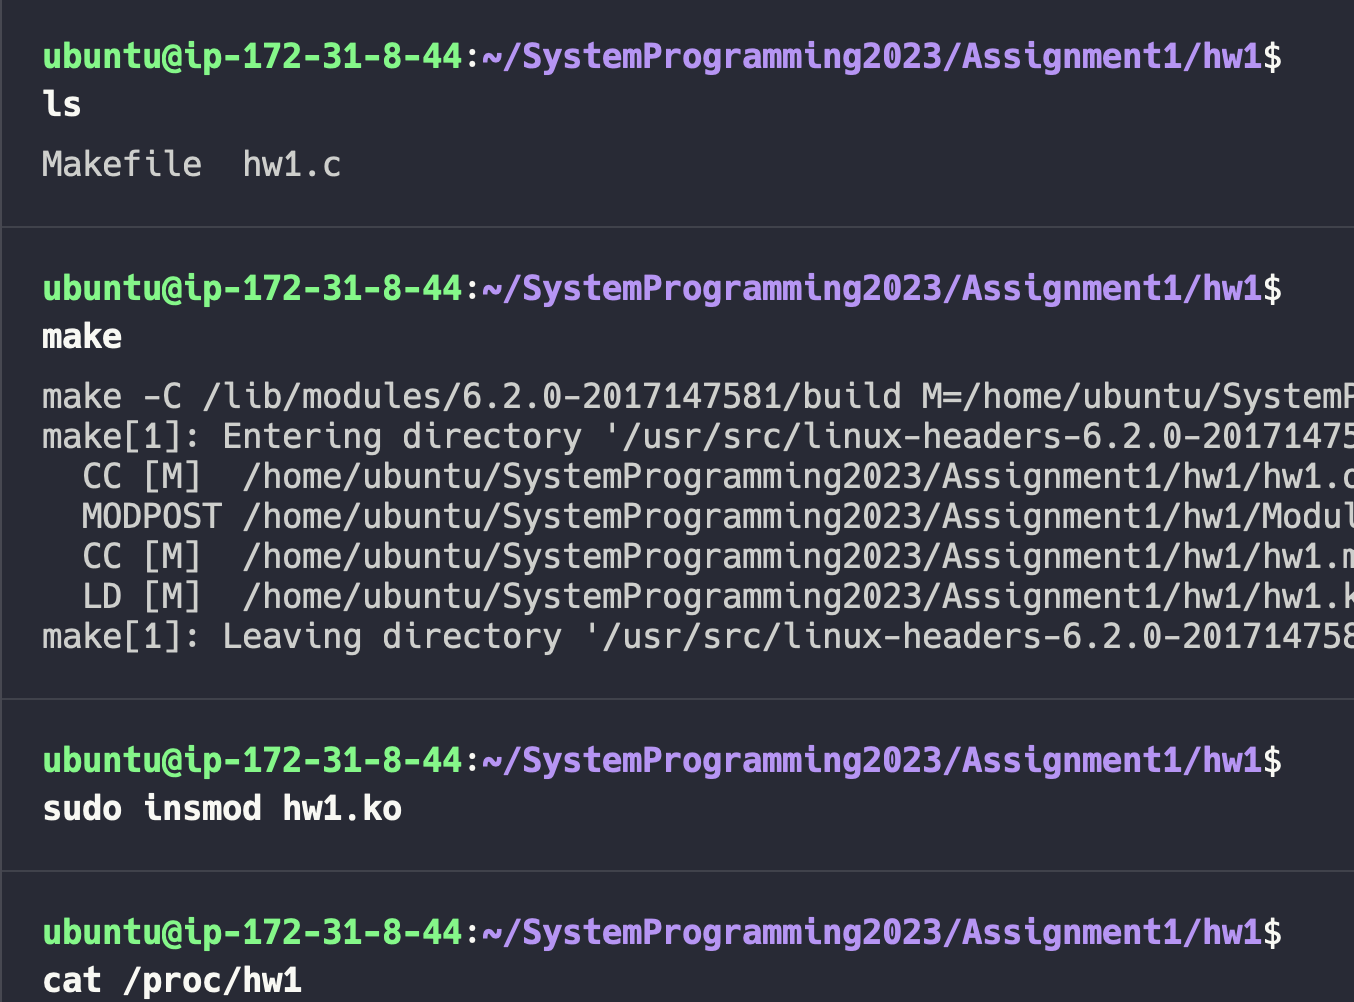 ubuntu@ip-172-31-8-44:~/SystemProgramming2023/Assignment1/hw1$
ls
Makefile  hw1.c
ubuntu@ip-172-31-8-44:~/SystemProgramming2023/Assignment1/hw1$
make
make -C /lib/modules/6.2.0-2017147581/build M=/home/ubuntu/SystemP
make[1]: Entering directory '/usr/src/linux-headers-6.2.0-20171475
  CC [M]  /home/ubuntu/SystemProgramming2023/Assignment1/hw1/hw1.o
  MODPOST /home/ubuntu/SystemProgramming2023/Assignment1/hw1/Modul
  CC [M]  /home/ubuntu/SystemProgramming2023/Assignment1/hw1/hw1.m
  LD [M]  /home/ubuntu/SystemProgramming2023/Assignment1/hw1/hw1.k
make[1]: Leaving directory '/usr/src/linux-headers-6.2.0-201714758
ubuntu@ip-172-31-8-44:~/SystemProgramming2023/Assignment1/hw1$
sudo insmod hw1.ko
ubuntu@ip-172-31-8-44:~/SystemProgramming2023/Assignment1/hw1$
cat /proc/hw1